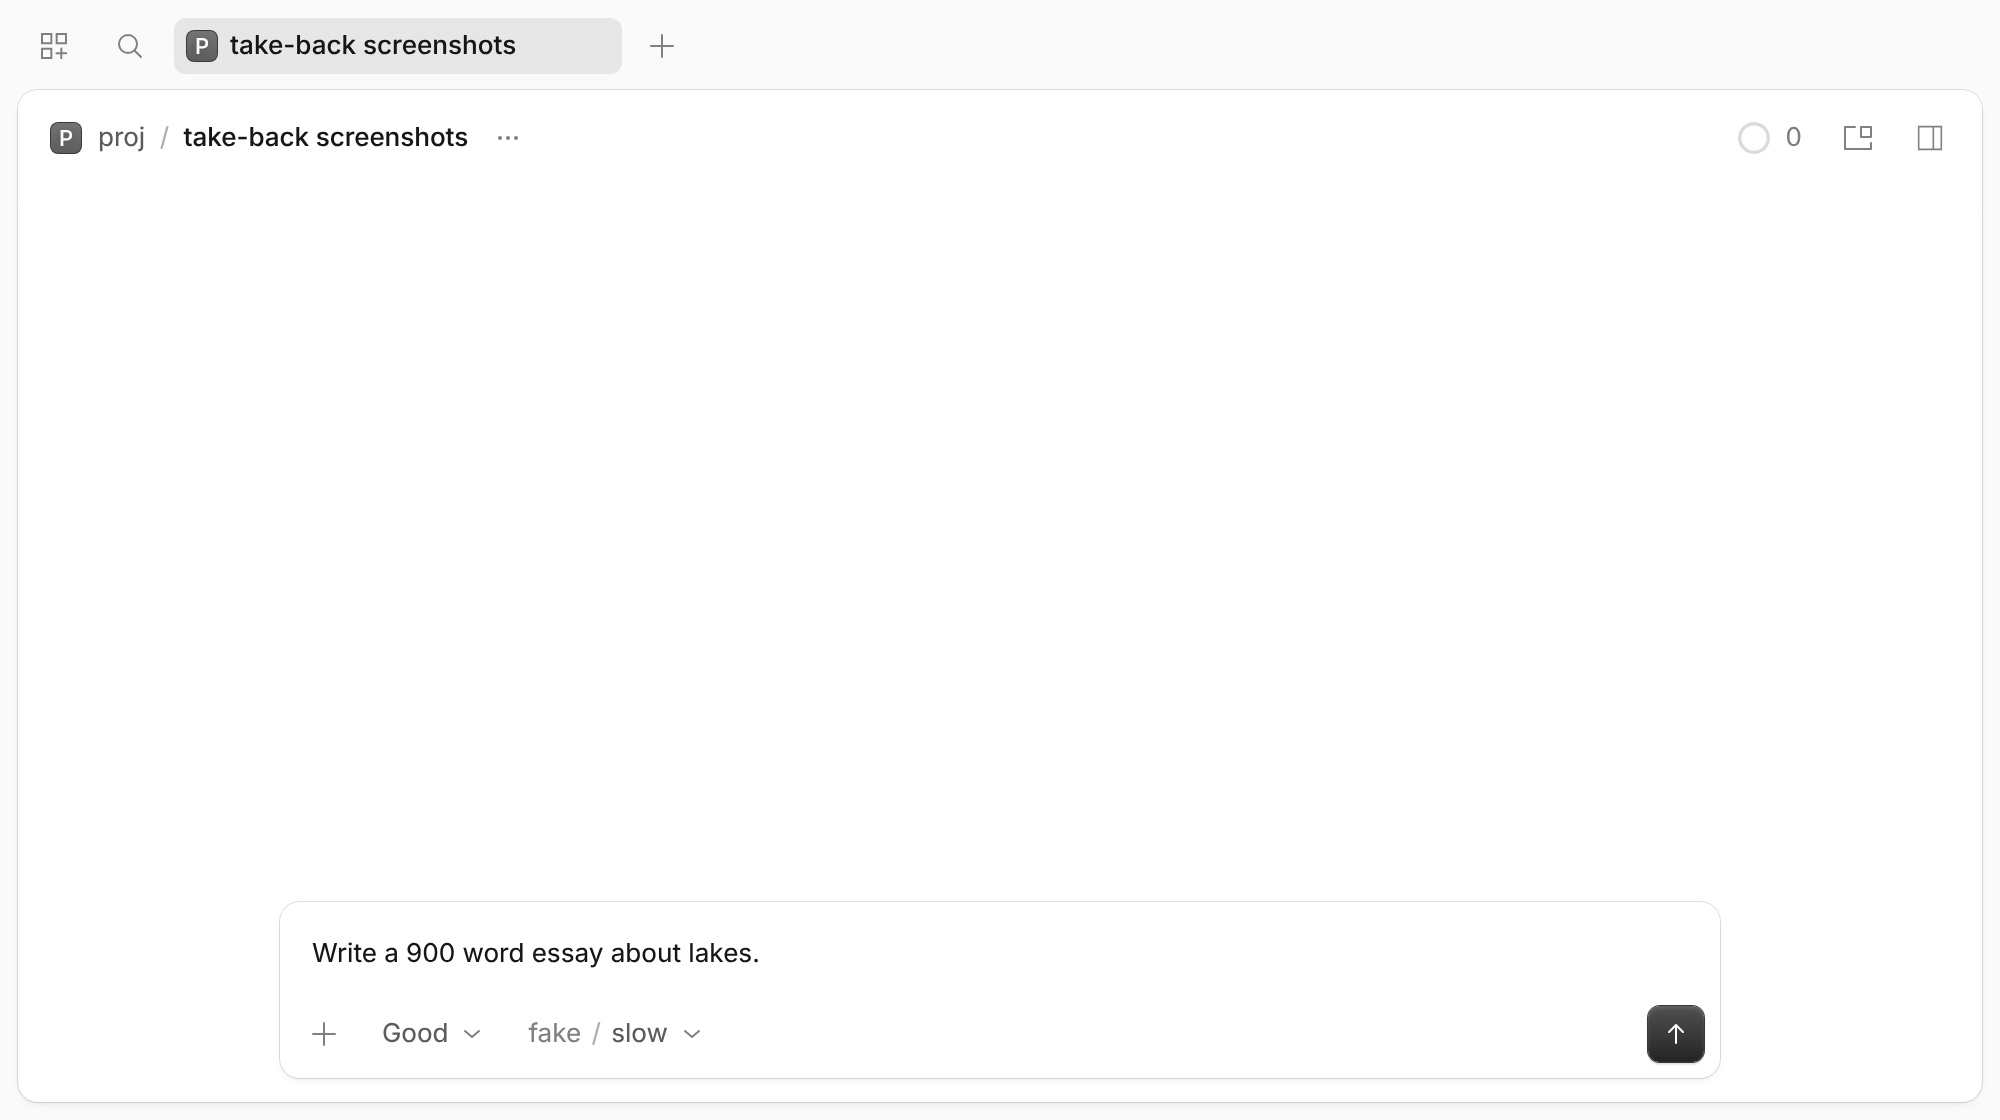 P take-back screenshots
P proj / take-back screenshots ...
0
Write a 900 word essay about lakes.
Good fake / slow